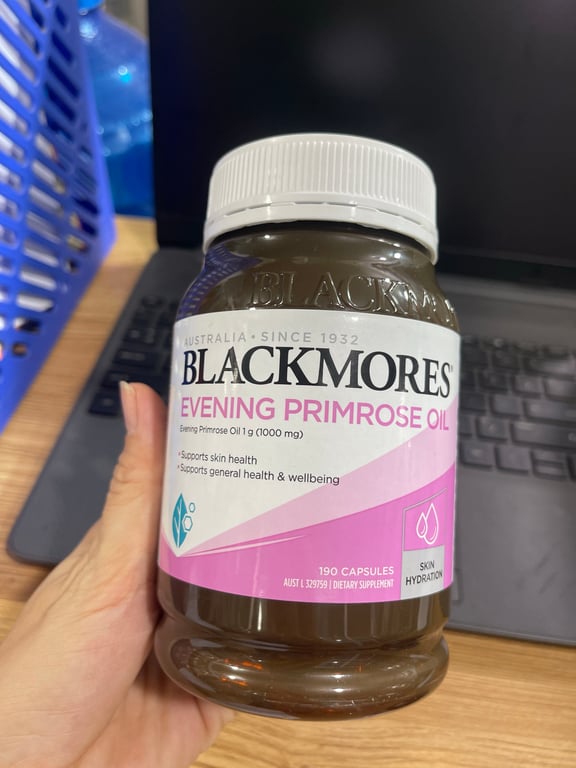 BLACKMO
AUSTRALIA • SINCE 1932
BLACKMORES®
EVENING PRIMROSE OIL
Evening Primrose Oil 1 g (1000 mg)
•Supports skin health
•Supports general health & wellbeing
190 CAPSULES
AUST L 329759 | DIETARY SUPPLEMENT
SKIN
HYDRATION